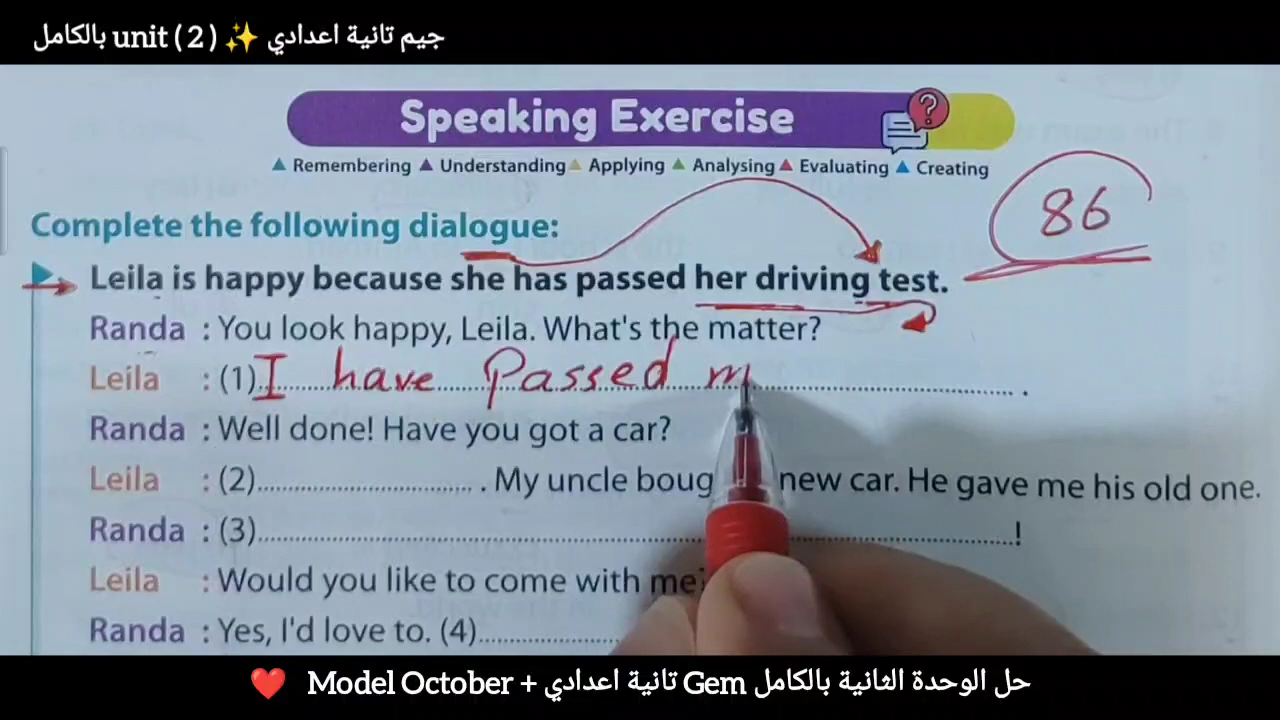 جيم تانية اعدادي ✨ unit ( 2 ) بالكامل
Speaking Exercise
Remembering Understanding Applying Analysing Evaluating Creating
86
Complete the following dialogue:
Leila is happy because she has passed her driving test.
Randa : You look happy, Leila. What's the matter?
Leila : (1) I have Passed m
Randa : Well done! Have you got a car?
Leila : (2).............................. . My uncle boug new car. He gave me his old one.
Randa : (3)..............................!
Leila : Would you like to come with me?
Randa : Yes, I'd love to. (4)....................
حل الوحدة الثانية بالكامل Gem تانية اعدادي + Model October ❤️